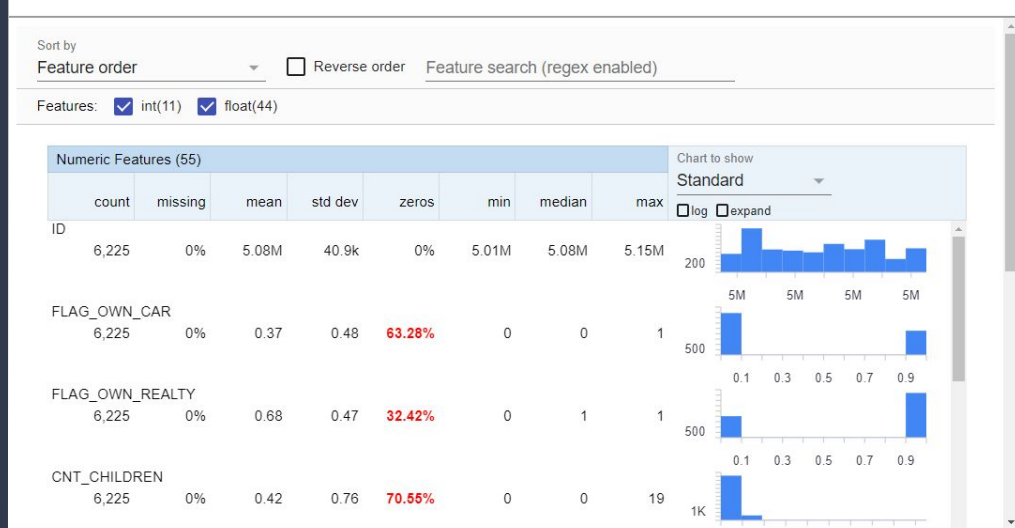 Sort by
Feature order
Reverse order
Feature search (regex enabled)
Features: int(11) float(44)
Numeric Features (55)
Chart to show
Standard
count missing mean std dev zeros min median max
log expand
ID
6,225 0% 5.08M 40.9k 0% 5.01M 5.08M 5.15M
200
5M 5M 5M 5M
FLAG_OWN_CAR
6,225 0% 0.37 0.48 63.28% 0 0 1
500
0.1 0.3 0.5 0.7 0.9
FLAG_OWN_REALTY
6,225 0% 0.68 0.47 32.42% 0 1 1
500
0.1 0.3 0.5 0.7 0.9
CNT_CHILDREN
6,225 0% 0.42 0.76 70.55% 0 0 19
1K